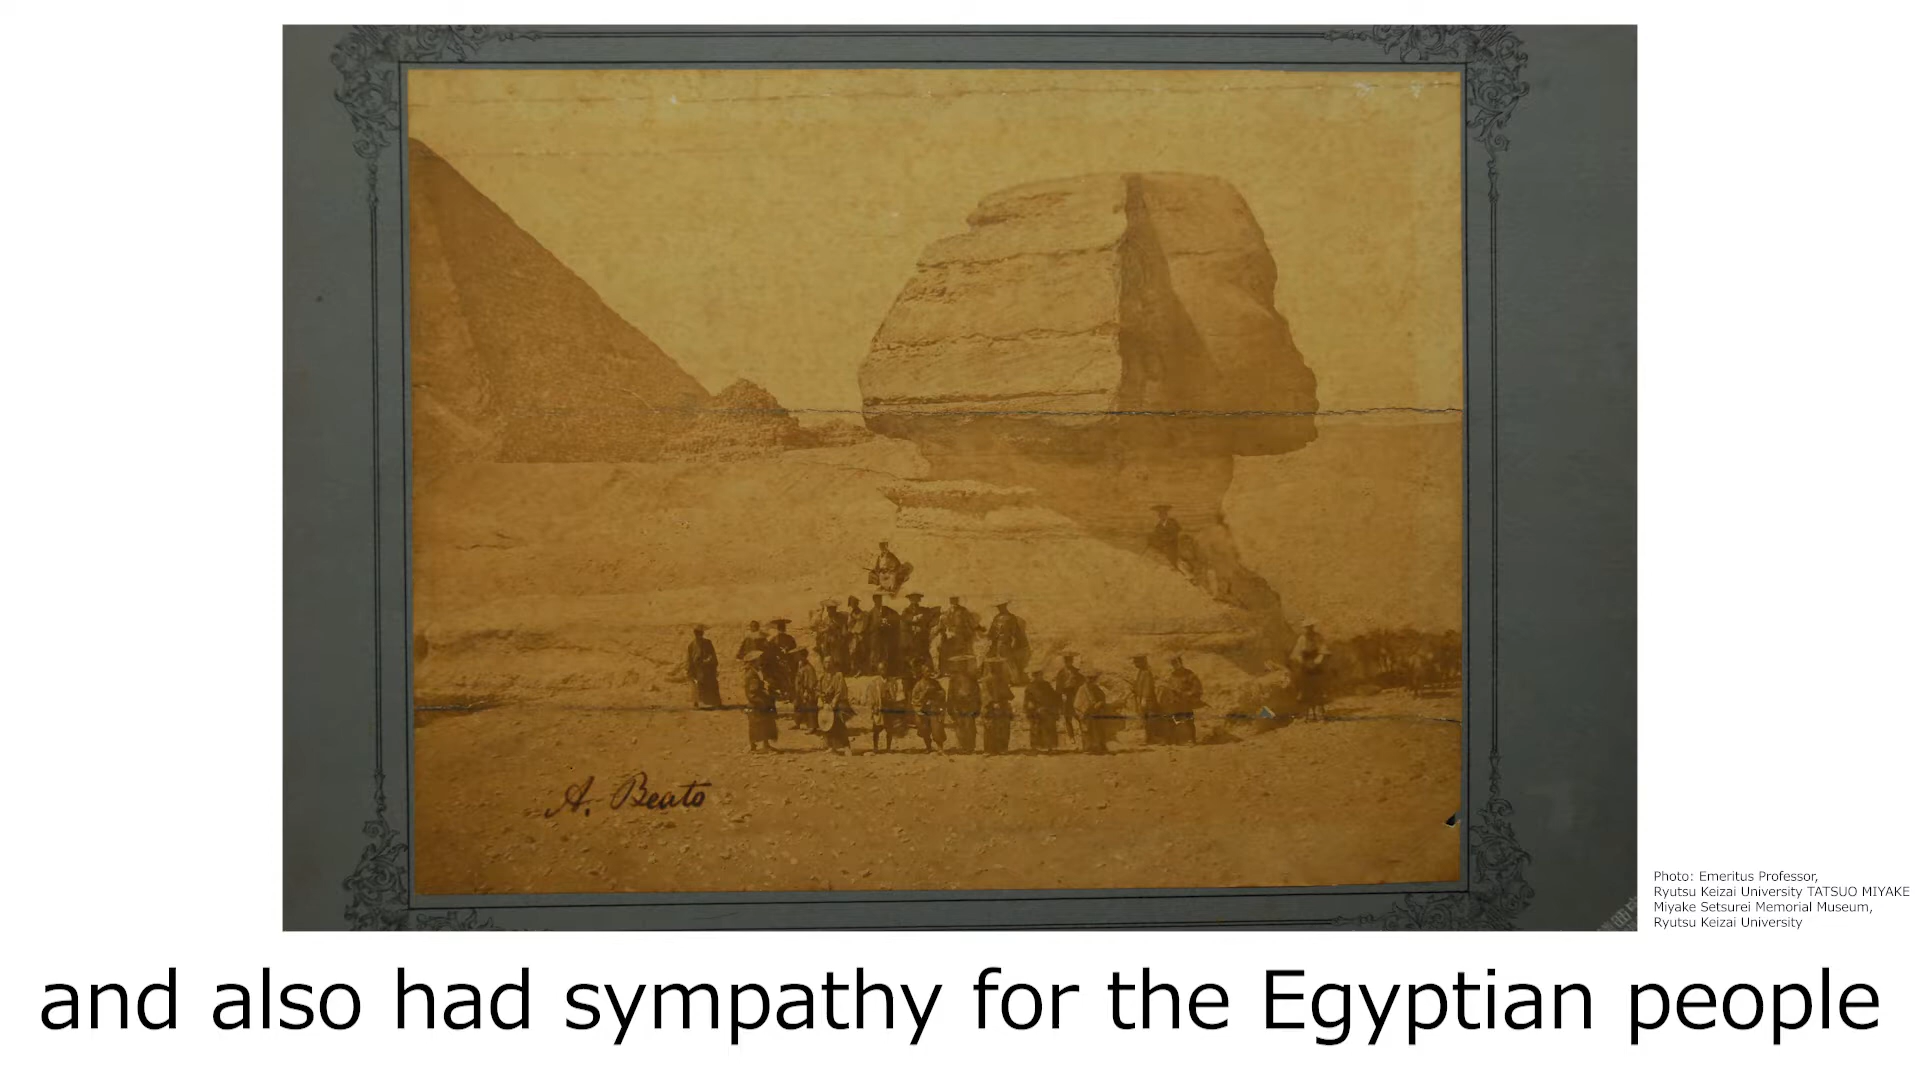 A. Beato
Photo: Emeritus Professor,
Ryutsu Keizai University TATSUO MIYAKE
Miyake Setsurei Memorial Museum,
Ryutsu Keizai University
and also had sympathy for the Egyptian people